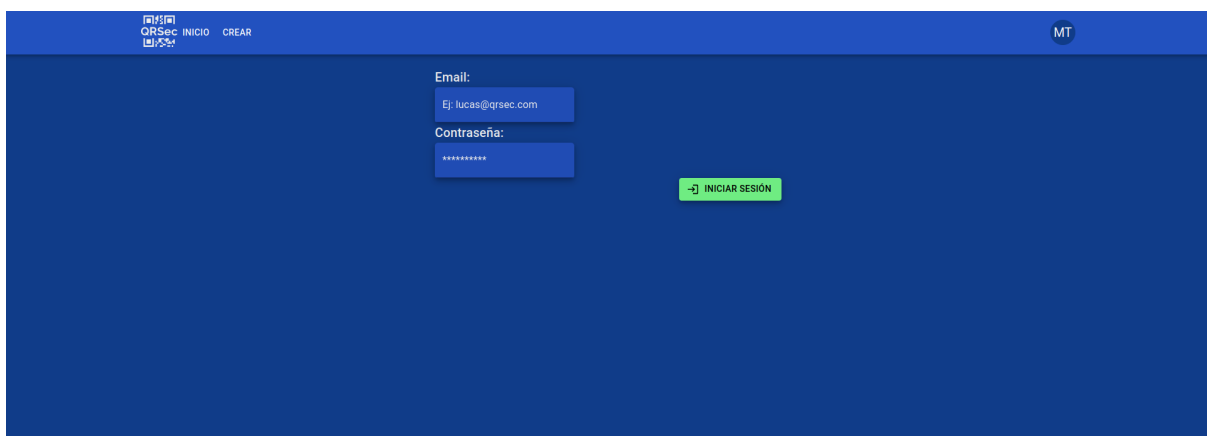 QRSec INICIO CREAR MT
Email:
Ej: lucas@qrsec.com
Contraseña:
**********
INICIAR SESIÓN